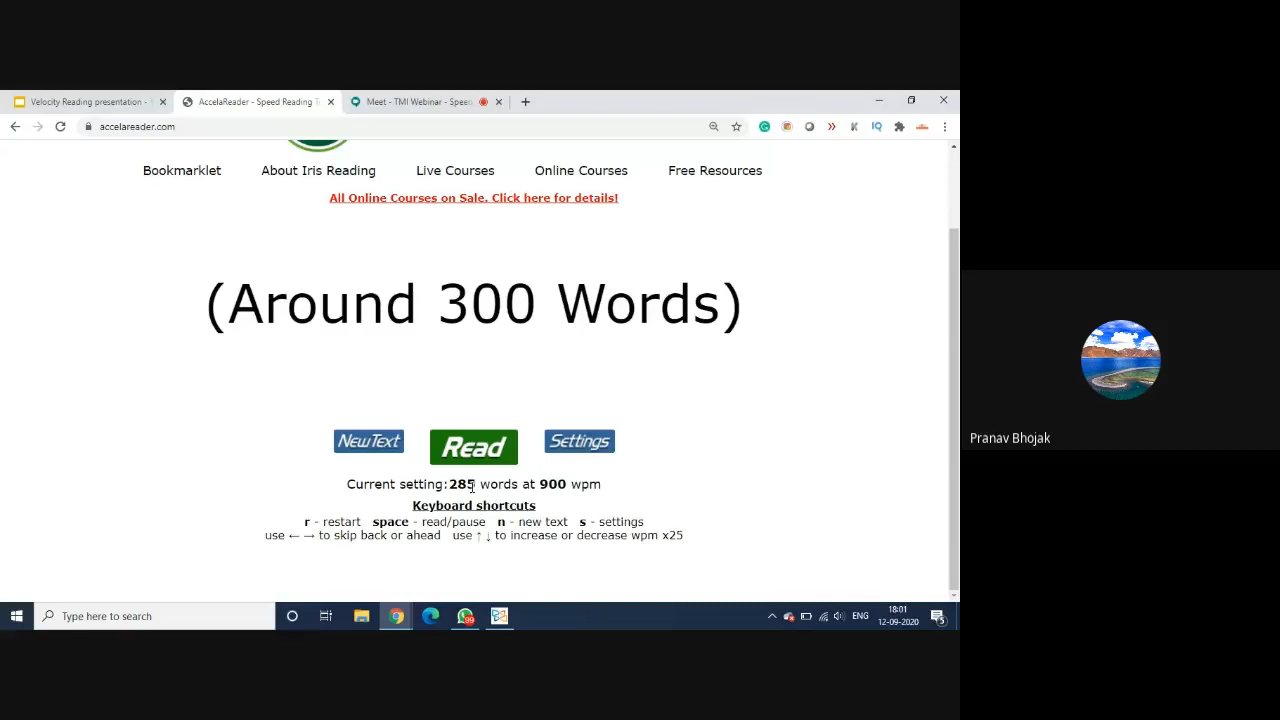 Velocity Reading presentation -
AccelaReader - Speed Reading T
Meet - TMI Webinar - Speed
accelareader.com
Bookmarklet About Iris Reading Live Courses Online Courses Free Resources
All Online Courses on Sale. Click here for details!
(Around 300 Words)
NewText Read Settings
Current setting:285 words at 900 wpm
Keyboard shortcuts
r - restart space - read/pause n - new text s - settings
use ← → to skip back or ahead use ↑ ↓ to increase or decrease wpm x25
Pranav Bhojak
Type here to search
99
ENG
18:01
12-09-2020
5